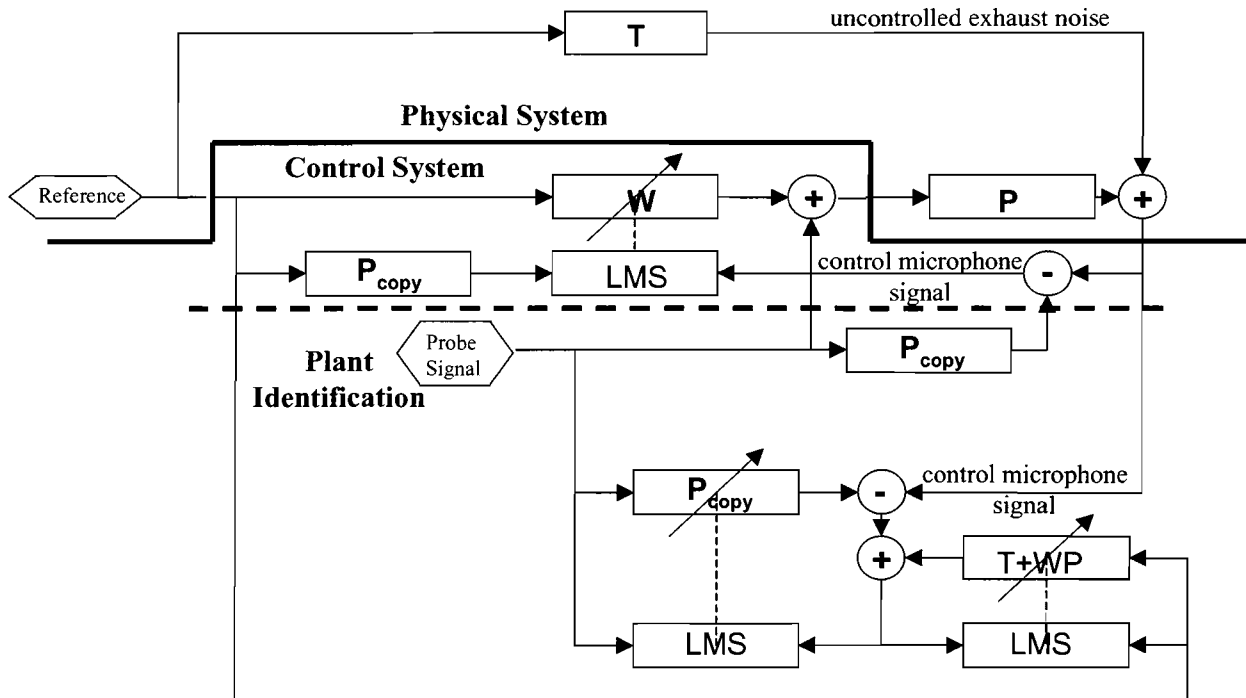 T
uncontrolled exhaust noise
Physical System
Control System
Reference
W
+
P
+
P copy
LMS
control microphone
signal
-
Plant
Identification
Probe
Signal
P copy
P copy
-
control microphone
signal
+
T+WP
LMS
LMS